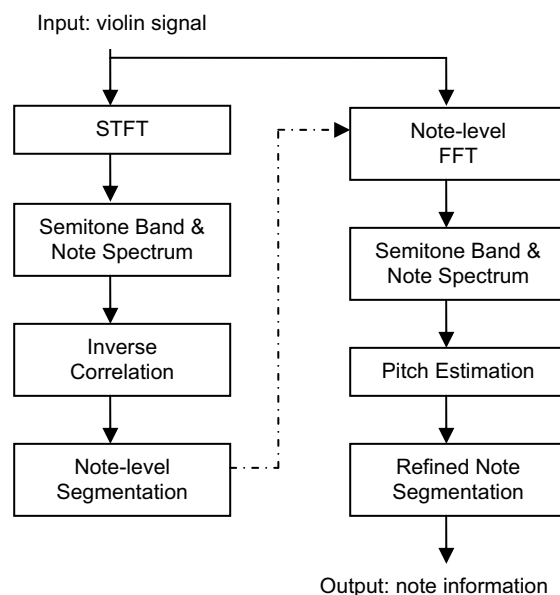 Input: violin signal
STFT
Semitone Band &
Note Spectrum
Inverse
Correlation
Note-level
Segmentation
Note-level
FFT
Semitone Band &
Note Spectrum
Pitch Estimation
Refined Note
Segmentation
Output: note information